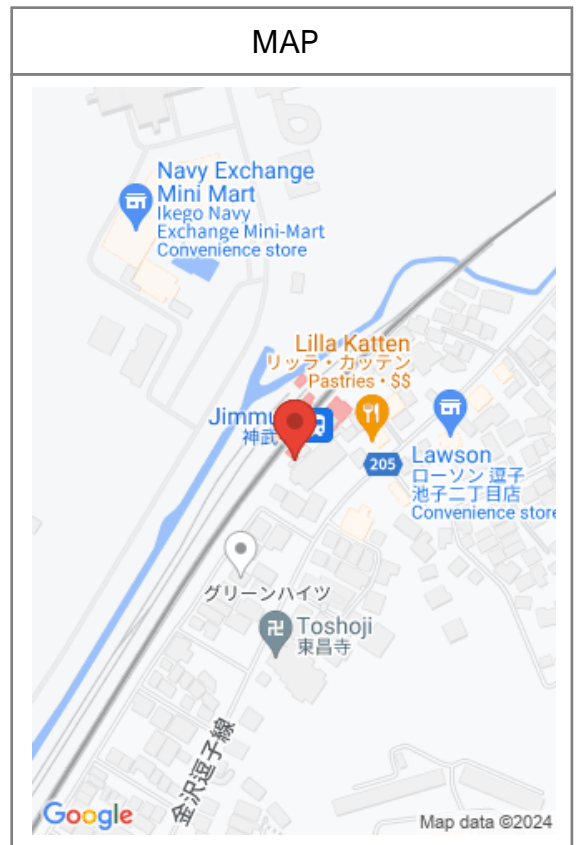 MAP
Navy Exchange
Mini Mart
Ikego Navy
Exchange Mini-Mart
Convenience store
Lilla Katten
リッラ・カッテン
Pastries • $$
Jimmu
神武
205
Lawson
ローソン 逗子
池子二丁目店
Convenience store
グリーンハイツ
Toshoji
東昌寺
金沢逗子線
Google
Map data ©2024